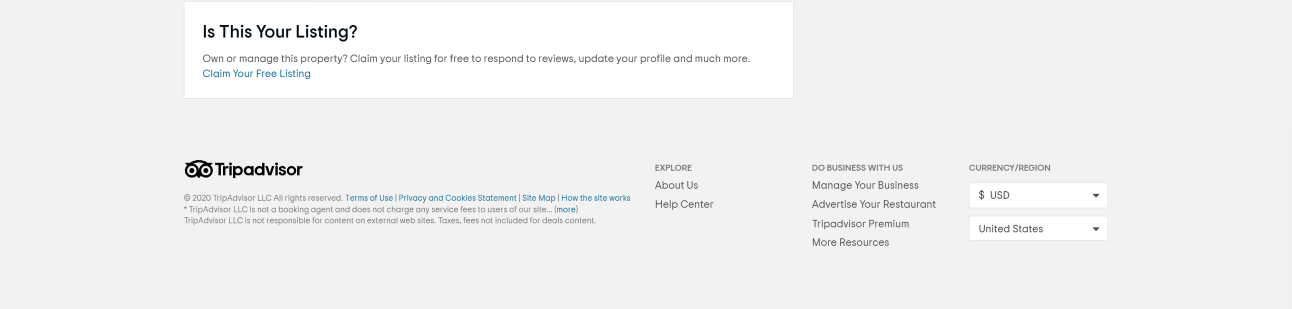 Is This Your Listing?
Own or manage this property? Claim your listing for free to respond to reviews, update your profile and much more.
Claim Your Free Listing
Tripadvisor
© 2020 TripAdvisor LLC All rights reserved. Terms of Use | Privacy and Cookies Statement | Site Map | How the site works
* TripAdvisor LLC is not a booking agent and does not charge any service fees to users of our site... (more)
TripAdvisor LLC is not responsible for content on external web sites. Taxes, fees not included for deals content.
EXPLORE
About Us
Help Center
DO BUSINESS WITH US
Manage Your Business
Advertise Your Restaurant
Tripadvisor Premium
More Resources
CURRENCY/REGION
$ USD
United States